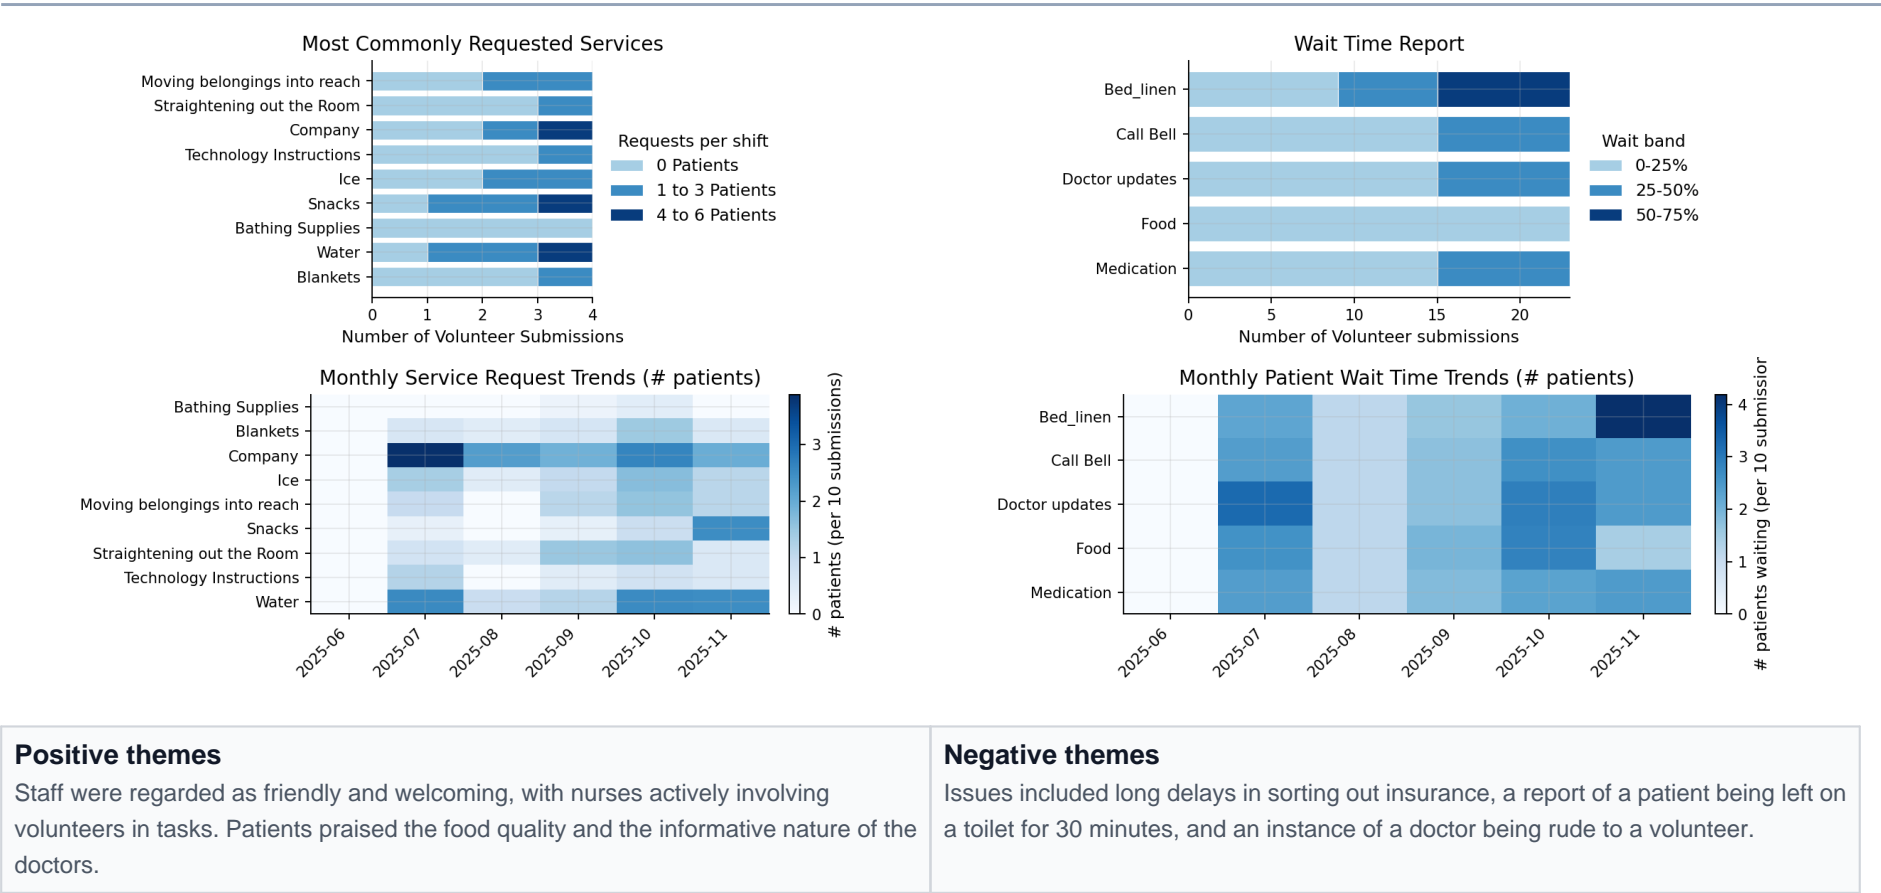 Most Commonly Requested Services
Moving belongings into reach
Straightening out the Room
Company
Technology Instructions
Ice
Snacks
Bathing Supplies
Water
Blankets
0 1 2 3 4
Number of Volunteer Submissions
Requests per shift
0 Patients
1 to 3 Patients
4 to 6 Patients
Wait Time Report
Bed_linen
Call Bell
Doctor updates
Food
Medication
0 5 10 15 20
Number of Volunteer submissions
Wait band
0-25%
25-50%
50-75%
Monthly Service Request Trends (# patients)
Bathing Supplies
Blankets
Company
Ice
Moving belongings into reach
Snacks
Straightening out the Room
Technology Instructions
Water
2025-06 2025-07 2025-08 2025-09 2025-10 2025-11
3
2
1
0
# patients (per 10 submissions)
Monthly Patient Wait Time Trends (# patients)
Bed_linen
Call Bell
Doctor updates
Food
Medication
2025-06 2025-07 2025-08 2025-09 2025-10 2025-11
4
3
2
1
0
# patients waiting (per 10 submission
Positive themes
Staff were regarded as friendly and welcoming, with nurses actively involving
volunteers in tasks. Patients praised the food quality and the informative nature of the
doctors.
Negative themes
Issues included long delays in sorting out insurance, a report of a patient being left on
a toilet for 30 minutes, and an instance of a doctor being rude to a volunteer.